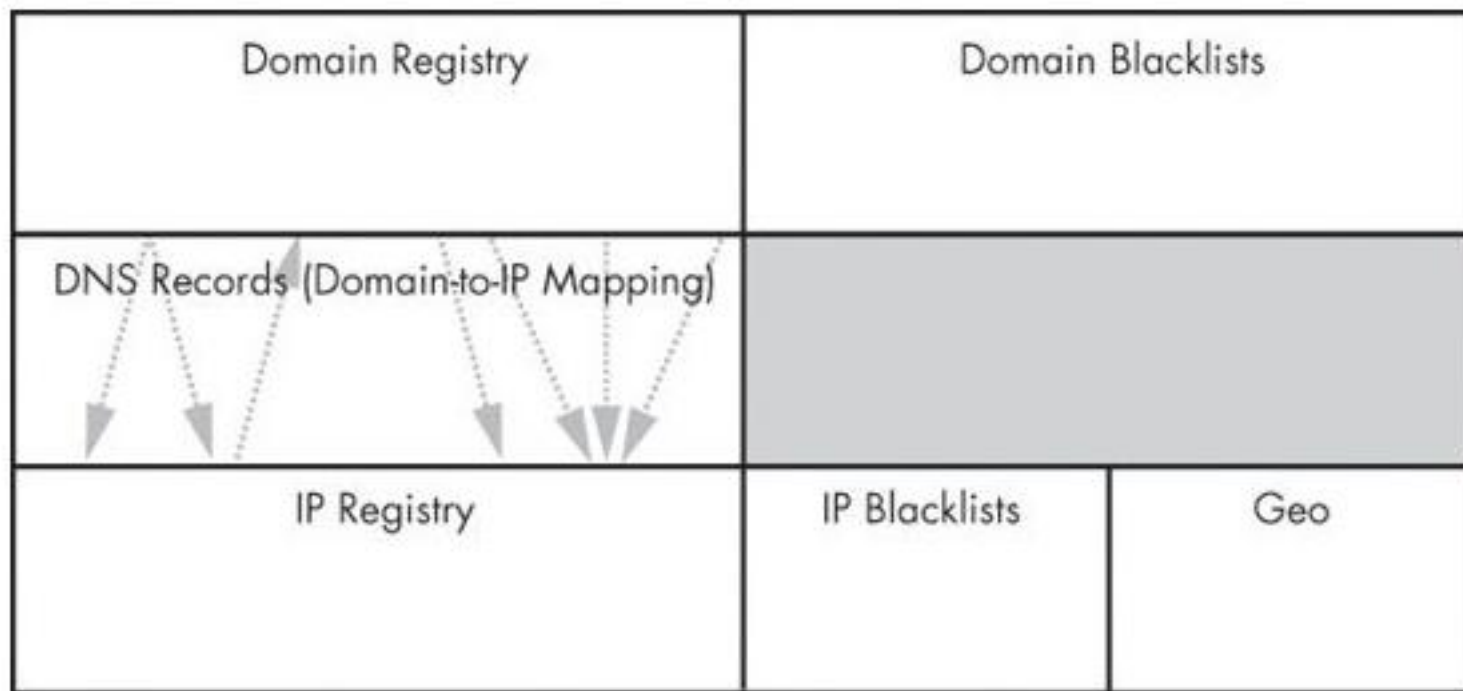 Domain Registry
Domain Blacklists
DNS Records (Domain-to-IP Mapping)
IP Registry
IP Blacklists
Geo